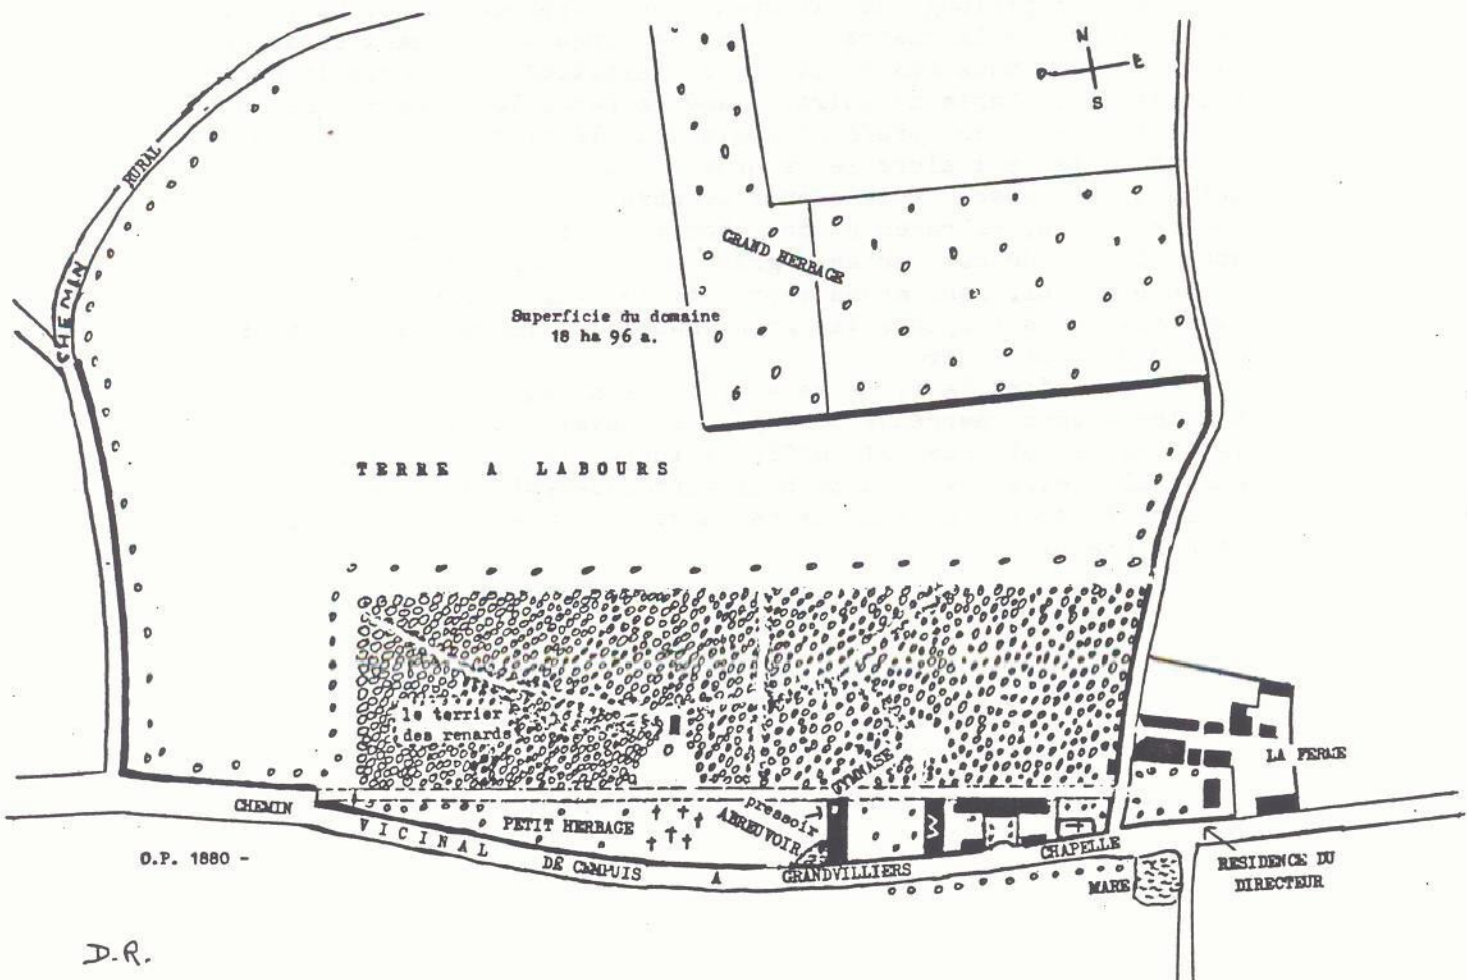 N
O E
S
CHEMIN RURAL
GRAND HERBAGE
Superficie du domaine
18 ha 96 a.
TERRE A LABOURS
le terrier
des renards
GYMNASE
LA FERME
pressoir
ABREUVOIR
PETIT HERBAGE
CHEMIN VICINAL DE CAMPUIS A GRANDVILLIERS
CHAPELLE
MARE
RESIDENCE DU
DIRECTEUR
O.P. 1880 -
D.R.